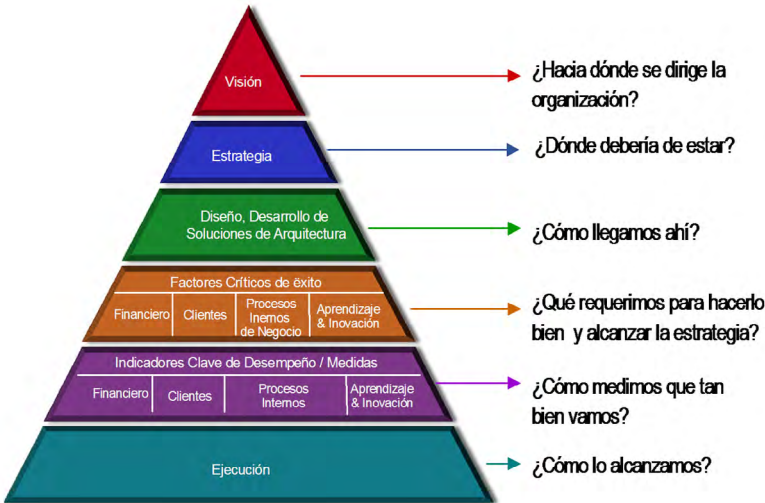 Visión
¿Hacia dónde se dirige la
organización?
Estrategia
¿Dónde debería de estar?
Diseño, Desarrollo de
Soluciones de Arquitectura
¿Cómo llegamos ahí?
Factores Críticos de ëxito
Financiero
Clientes
Procesos
Inernos
de Negocio
Aprendizaje
& Inovación
¿Qué requerimos para hacerlo
bien y alcanzar la estrategia?
Indicadores Clave de Desempeño / Medidas
Financiero
Clientes
Procesos
Internos
Aprendizaje
& Inovación
¿Cómo medimos que tan
bien vamos?
Ejecución
¿Cómo lo alcanzamos?